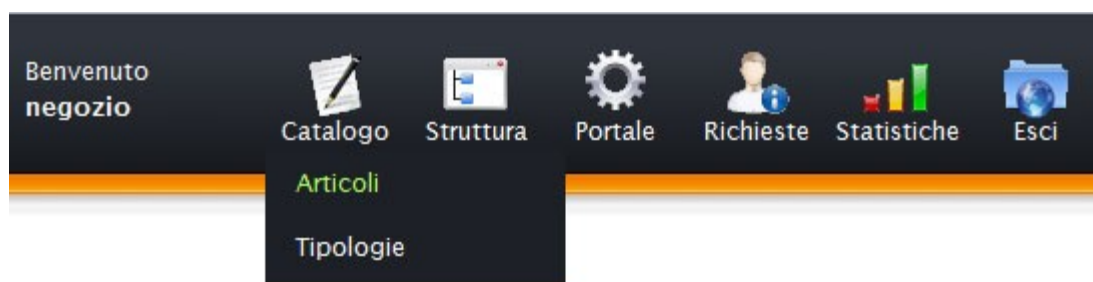 Benvenuto
negozio
Catalogo
Struttura
Portale
Richieste
Statistiche
Esci
Articoli
Tipologie